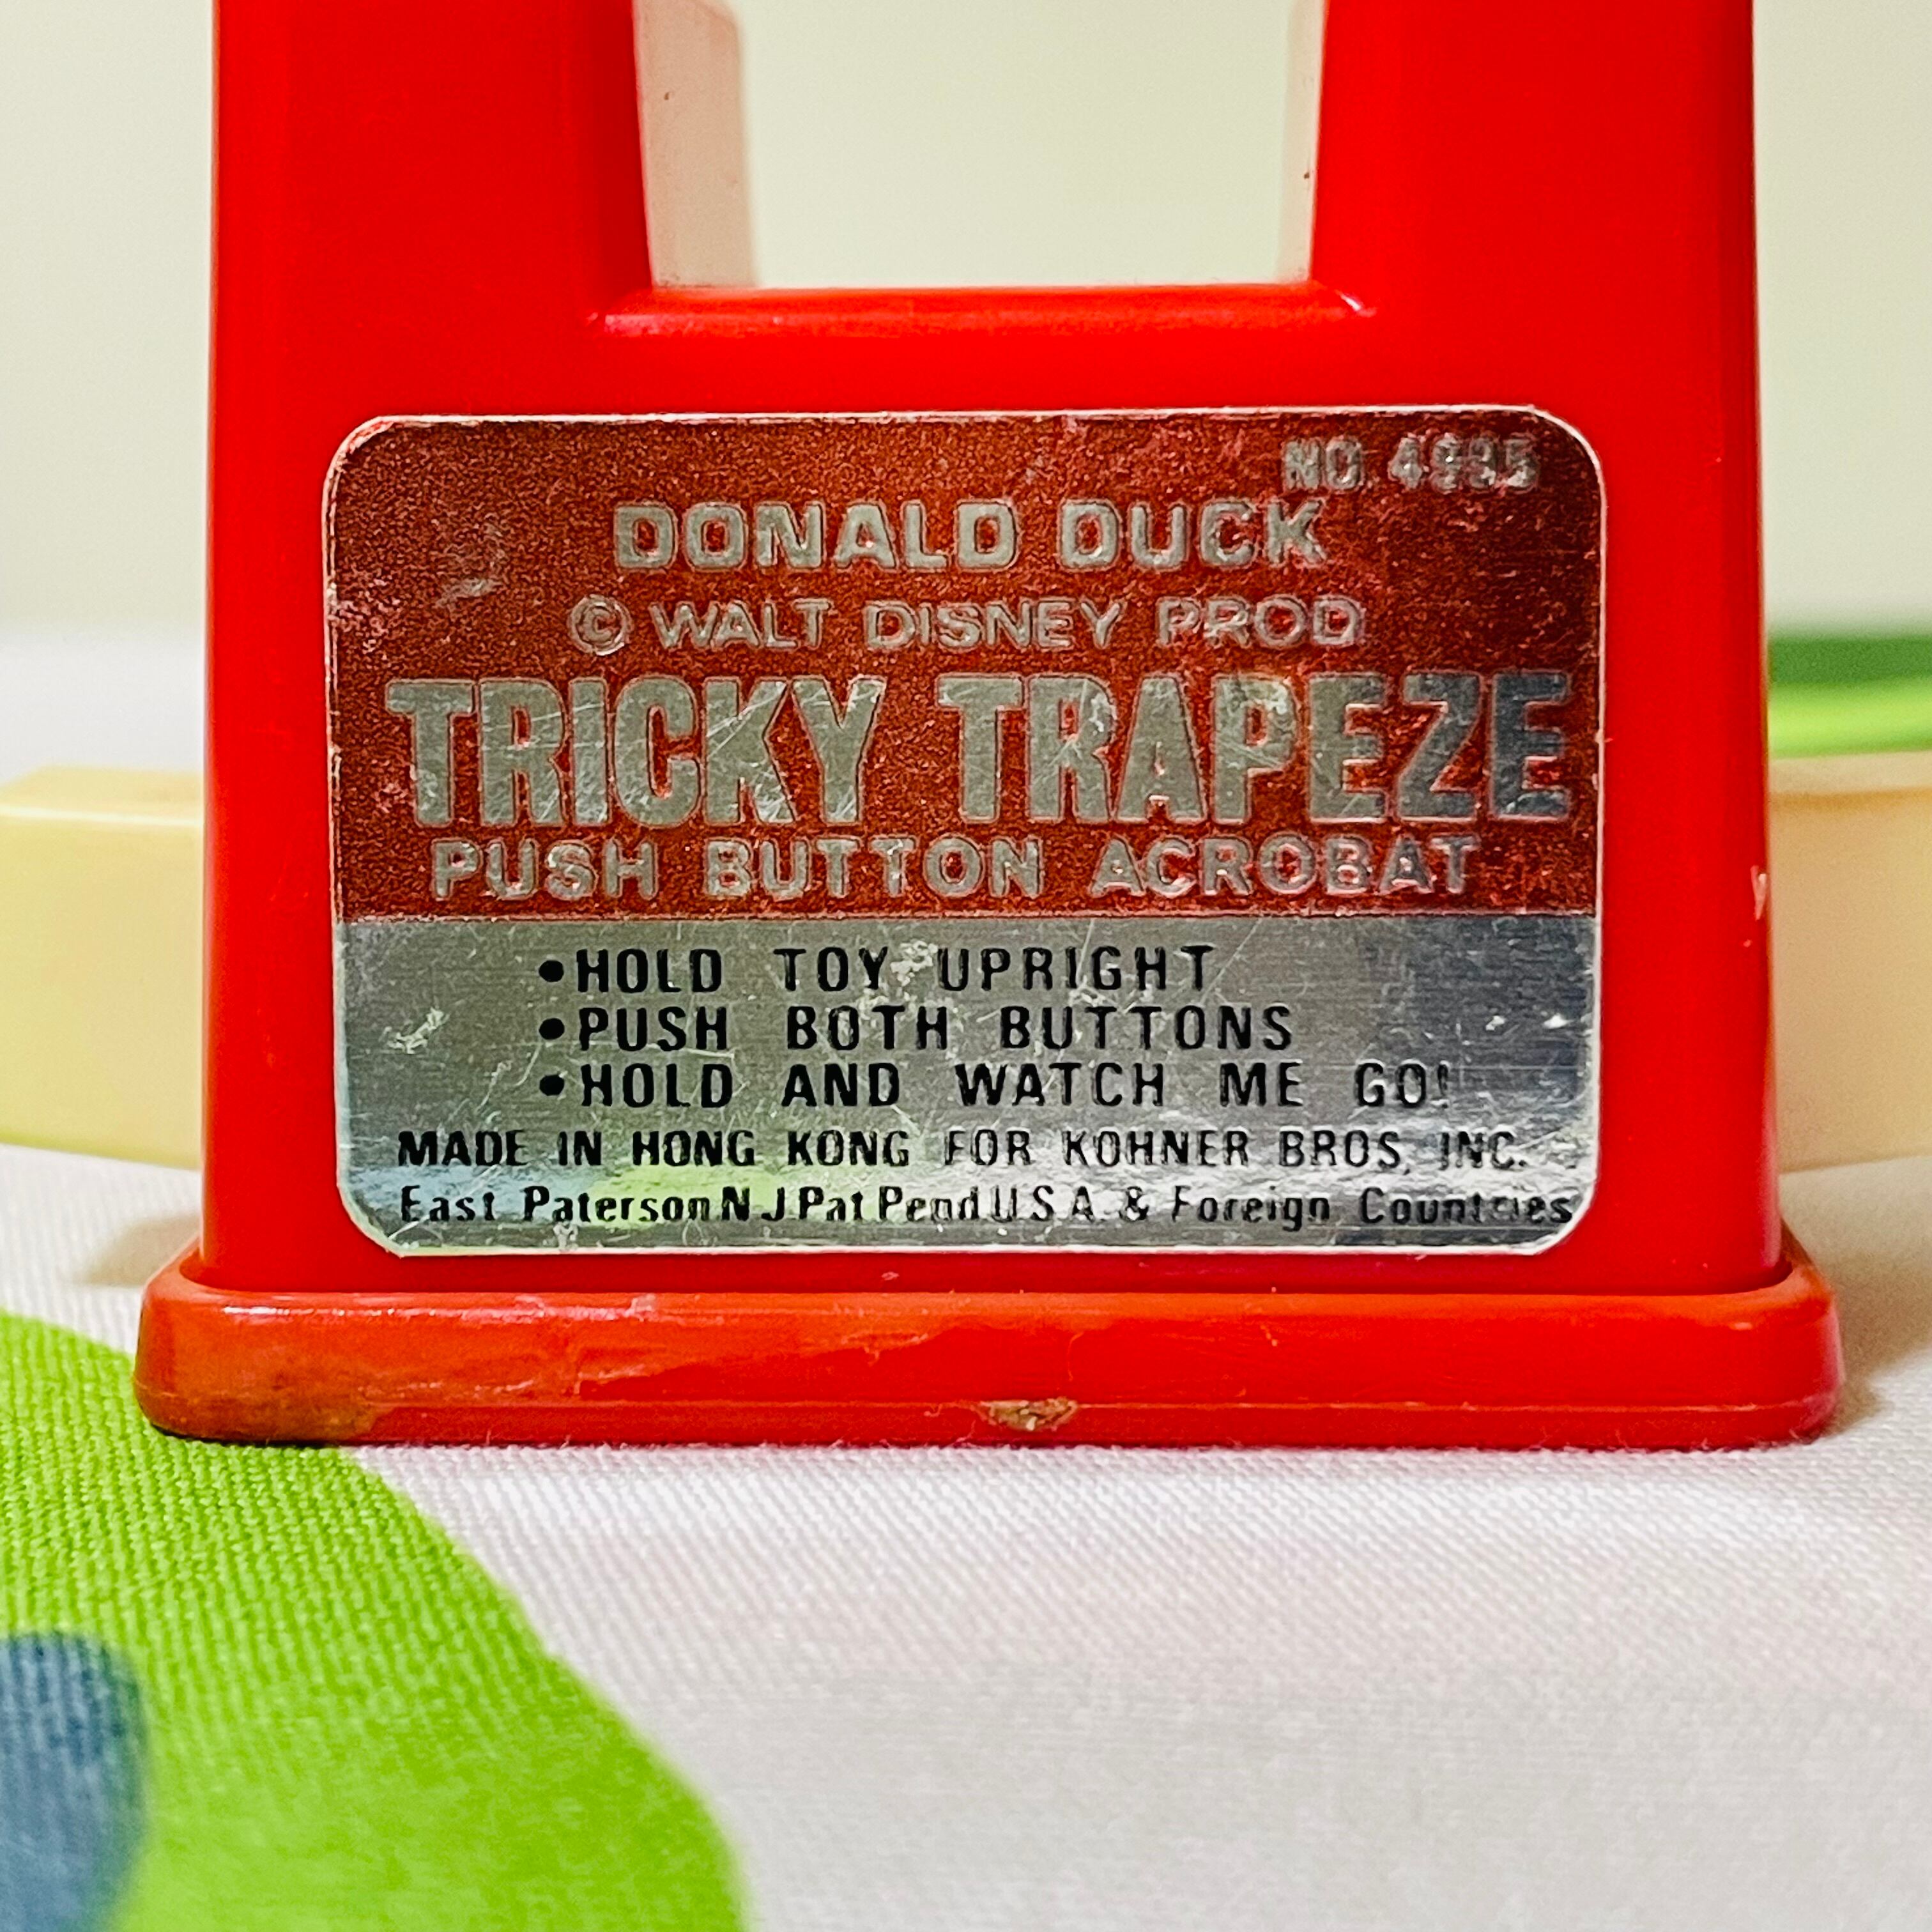 NO. 4995
DONALD DUCK
© WALT DISNEY PROD
TRICKY TRAPEZE
PUSH BUTTON ACROBAT
•HOLD TOY UPRIGHT
•PUSH BOTH BUTTONS
•HOLD AND WATCH ME GO!
MADE IN HONG KONG FOR KOHNER BROS. INC.
East Paterson N J Pat Pend U S A & Foreign Countries